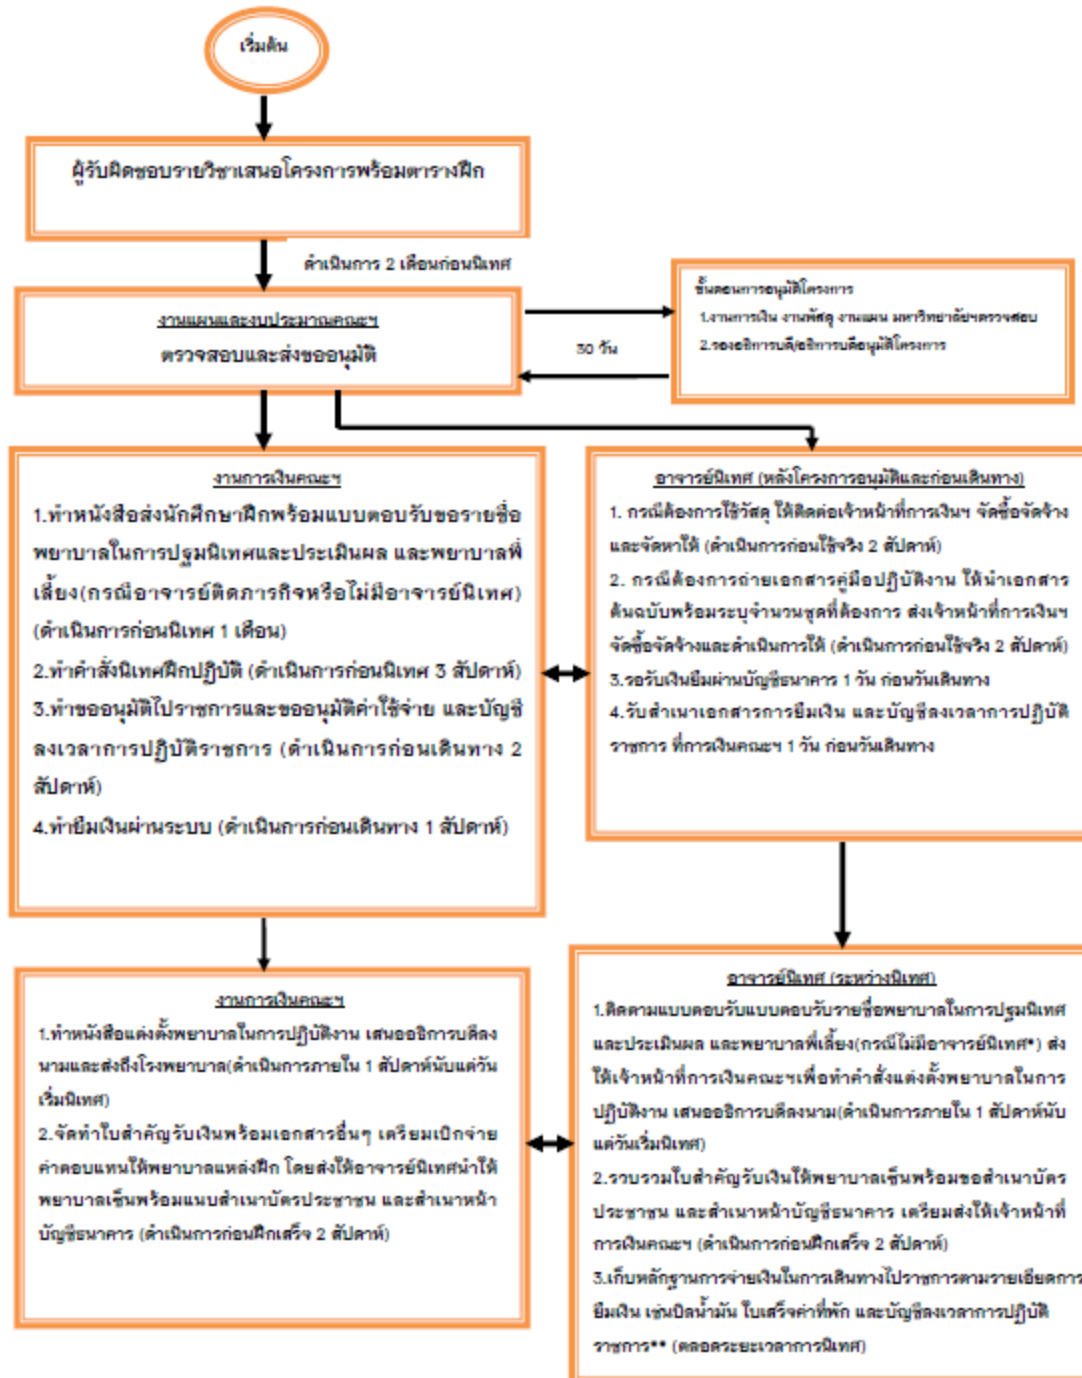 เริ่มต้น
ผู้รับผิดชอบรายวิชาเสนอโครงการพร้อมตารางฝึก
ดำเนินการ 2 เดือนก่อนนิเทศ
งานแผนและงบประมาณคณะฯ
ตรวจสอบและส่งขออนุมัติ
30 วัน
ขั้นตอนการอนุมัติโครงการ
1.งานการเงิน งานพัสดุ งานแผน มหาวิทยาลัยฯตรวจสอบ
2.รองอธิการบดี/อธิการบดีอนุมัติโครงการ
งานการเงินคณะฯ
1.ทำหนังสือส่งนักศึกษาฝึกพร้อมแบบตอบรับขอรายชื่อ
พยาบาลในการปฐมนิเทศและประเมินผล และพยาบาลพี่
เลี้ยง(กรณีอาจารย์ติดภารกิจหรือไม่มีอาจารย์นิเทศ)
(ดำเนินการก่อนนิเทศ 1 เดือน)
2.ทำคำสั่งนิเทศฝึกปฏิบัติ (ดำเนินการก่อนนิเทศ 3 สัปดาห์)
3.ทำขออนุมัติไปราชการและขออนุมัติค่าใช้จ่าย และบัญชี
ลงเวลาการปฏิบัติราชการ (ดำเนินการก่อนเดินทาง 2
สัปดาห์)
4.ทำยืมเงินผ่านระบบ (ดำเนินการก่อนเดินทาง 1 สัปดาห์)
อาจารย์นิเทศ (หลังโครงการอนุมัติและก่อนเดินทาง)
1. กรณีต้องการใช้วัสดุ ให้ติดต่อเจ้าหน้าที่การเงินฯ จัดซื้อจัดจ้าง
และจัดหาให้ (ดำเนินการก่อนใช้จริง 2 สัปดาห์)
2. กรณีต้องการถ่ายเอกสารคู่มือปฏิบัติงาน ให้นำเอกสาร
ต้นฉบับพร้อมระบุจำนวนชุดที่ต้องการ ส่งเจ้าหน้าที่การเงินฯ
จัดซื้อจัดจ้างและดำเนินการให้ (ดำเนินการก่อนใช้จริง 2 สัปดาห์)
3.รอรับเงินยืมผ่านบัญชีธนาคาร 1 วัน ก่อนวันเดินทาง
4.รับสำเนาเอกสารการยืมเงิน และบัญชีลงเวลาการปฏิบัติ
ราชการ ที่การเงินคณะฯ 1 วัน ก่อนวันเดินทาง
งานการเงินคณะฯ
1.ทำหนังสือแต่งตั้งพยาบาลในการปฏิบัติงาน เสนออธิการบดีลง
นามและส่งถึงโรงพยาบาล(ดำเนินการภายใน 1 สัปดาห์นับแต่วัน
เริ่มนิเทศ)
2.จัดทำใบสำคัญรับเงินพร้อมเอกสารอื่นๆ เตรียมเบิกจ่าย
ค่าตอบแทนให้พยาบาลแหล่งฝึก โดยส่งให้อาจารย์นิเทศนำให้
พยาบาลเซ็นพร้อมแนบสำเนาบัตรประชาชน และสำเนาหน้า
บัญชีธนาคาร (ดำเนินการก่อนฝึกเสร็จ 2 สัปดาห์)
อาจารย์นิเทศ (ระหว่างนิเทศ)
1.ติดตามแบบตอบรับแบบตอบรับรายชื่อพยาบาลในการปฐมนิเทศ
และประเมินผล และพยาบาลพี่เลี้ยง(กรณีไม่มีอาจารย์นิเทศ*) ส่ง
ให้เจ้าหน้าที่การเงินคณะฯเพื่อทำคำสั่งแต่งตั้งพยาบาลในการ
ปฏิบัติงาน เสนออธิการบดีลงนาม(ดำเนินการภายใน 1 สัปดาห์นับ
แต่วันเริ่มนิเทศ)
2.รวบรวมใบสำคัญรับเงินให้พยาบาลเซ็นพร้อมขอสำเนาบัตร
ประชาชน และสำเนาหน้าบัญชีธนาคาร เตรียมส่งให้เจ้าหน้าที่
การเงินคณะฯ (ดำเนินการก่อนฝึกเสร็จ 2 สัปดาห์)
3.เก็บหลักฐานการจ่ายเงินในการเดินทางไปราชการตามรายเอียดการ
ยืมเงิน เช่นบิลน้ำมัน ใบเสร็จค่าที่พัก และบัญชีลงเวลาการปฏิบัติ
ราชการ** (ตลอดระยะเวลาการนิเทศ)